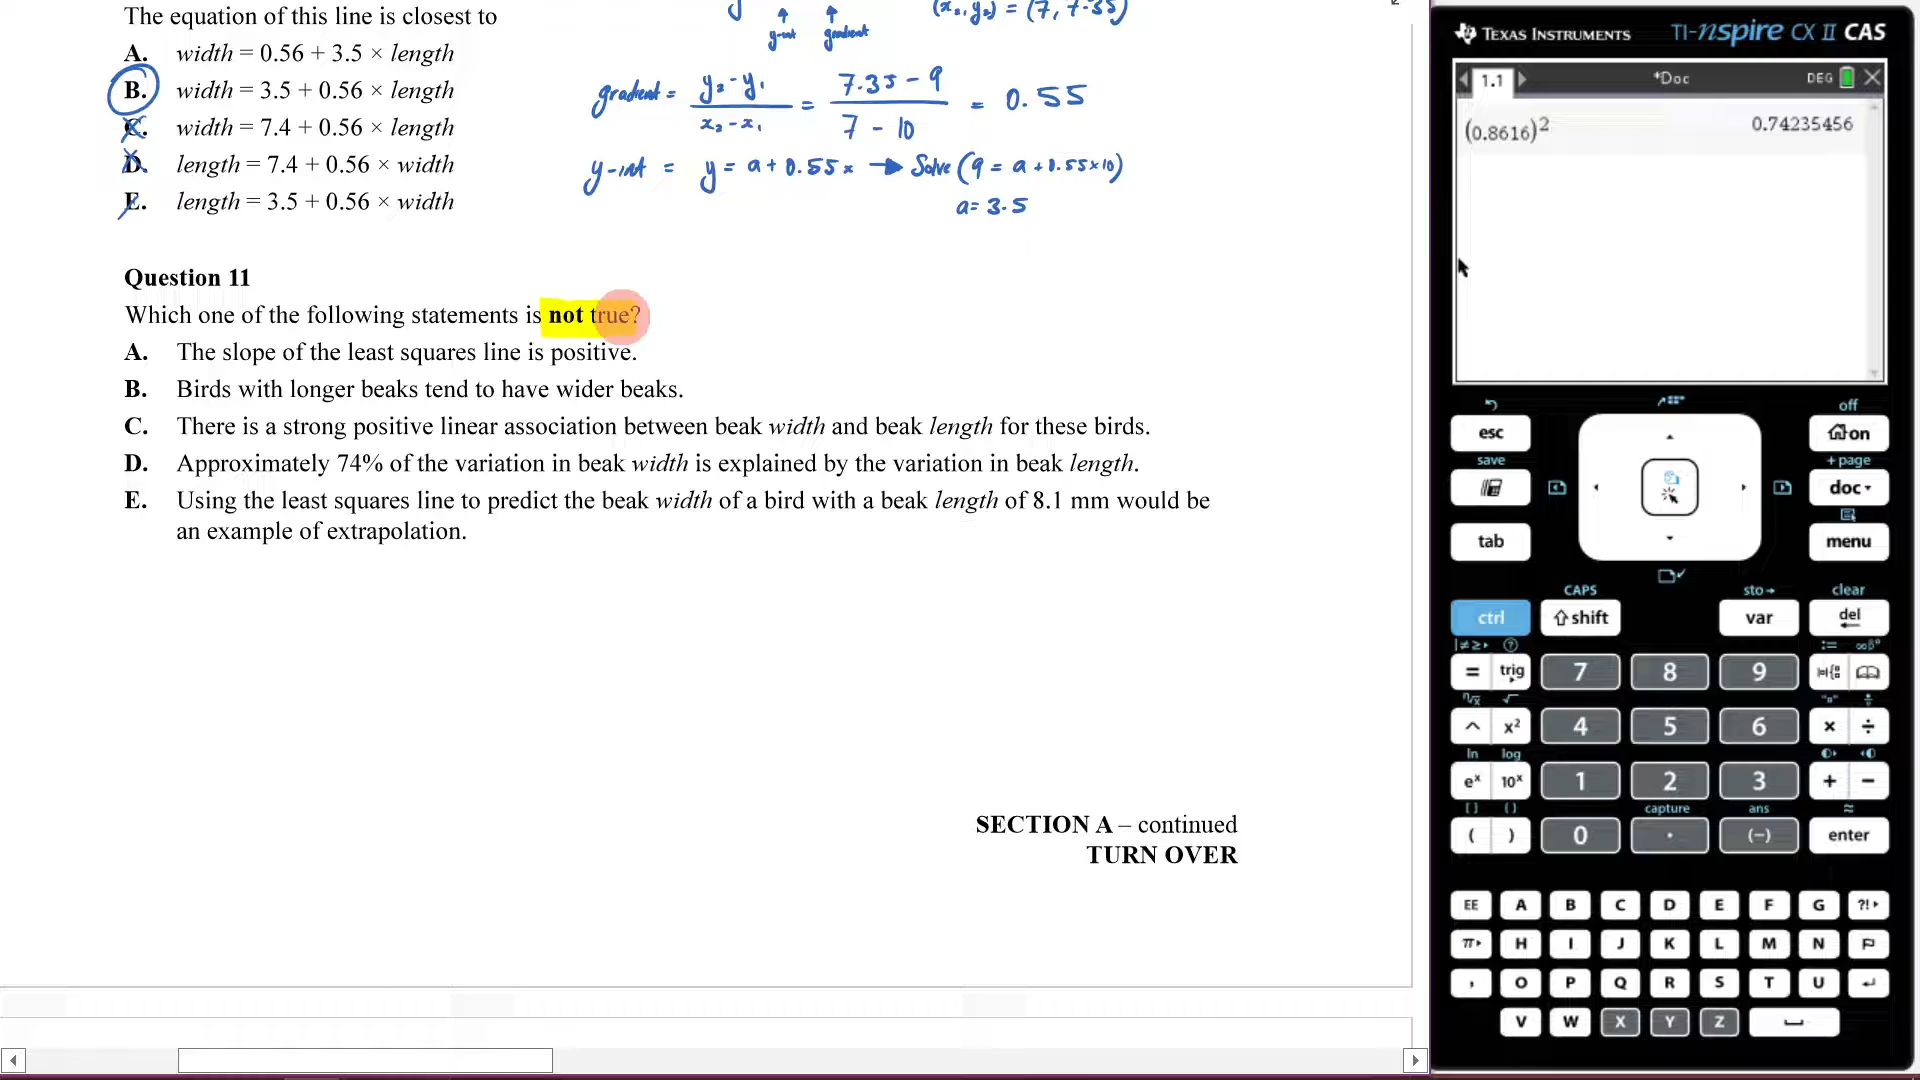 The equation of this line is closest to
(x₂, y₂) = (7, 7.35)
y-int gradient
A. width = 0.56 + 3.5 × length
B. width = 3.5 + 0.56 × length
C. width = 7.4 + 0.56 × length
D. length = 7.4 + 0.56 × width
E. length = 3.5 + 0.56 × width
gradient = y₂ - y₁ / x₂ - x₁ = 7.35 - 9 / 7 - 10 = 0.55
y-int = y = a + 0.55x → Solve (9 = a + 0.55×10)
a = 3.5
Question 11
Which one of the following statements is not true?
A. The slope of the least squares line is positive.
B. Birds with longer beaks tend to have wider beaks.
C. There is a strong positive linear association between beak width and beak length for these birds.
D. Approximately 74% of the variation in beak width is explained by the variation in beak length.
E. Using the least squares line to predict the beak width of a bird with a beak length of 8.1 mm would be
an example of extrapolation.
SECTION A – continued
TURN OVER
TEXAS INSTRUMENTS TI-nspire CX II CAS
1.1 *Doc DEG
(0.8616)² 0.74235456
off
esc on
save +page
doc
tab menu
CAPS sto→ clear
ctrl shift var del
= trig 7 8 9
^ x² 4 5 6 × ÷
ln log
eˣ 10ˣ 1 2 3 + −
[ ] { } capture ans ≈
( ) 0 . (−) enter
EE A B C D E F G ?!
π H I J K L M N
, O P Q R S T U
V W X Y Z